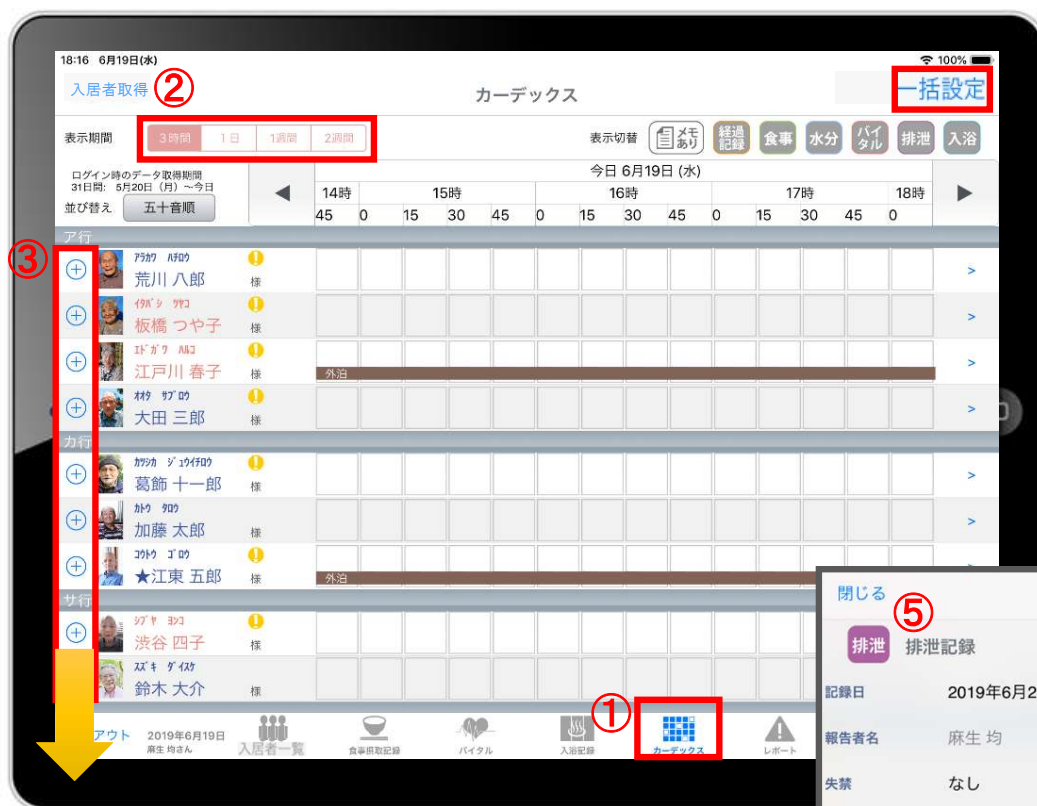 18:16 6月19日(水)
100%
入居者取得
②
カーデックス
一括設定
表示期間
3時間 1日 1週間 2週間
表示切替
メモあり
経過記録
食事
水分
バイタル
排泄
入浴
ログイン時のデータ取得期間
31日間: 5月20日（月）～今日
並び替え 五十音順
◀
今日 6月19日 (水)
14時 15時 16時 17時 18時
45 0 15 30 45 0 15 30 45 0 15 30 45 0
▶
ア行
③
アラカワ ハチロウ
荒川 八郎 様 >
イタバシ ツヤコ
板橋 つや子 様 >
エドガワ ハルコ
江戸川 春子 様 >
外泊
オオタ サブロウ
大田 三郎 様 >
カ行
カツシカ ジュウイチロウ
葛飾 十一郎 様 >
カトウ タロウ
加藤 太郎 様 >
コウトウ ゴロウ
★江東 五郎 様
外泊
サ行
シブヤ ヨンコ
渋谷 四子 様
スズキ ダイスケ
鈴木 大介 様
アウト
2019年6月19日
麻生 均さん
入居者一覧
食事摂取記録
バイタル
入浴記録
①
カーデックス
レポート
閉じる
⑤
排泄 排泄記録
記録日 2019年6月2
報告者名 麻生 均
失禁 なし